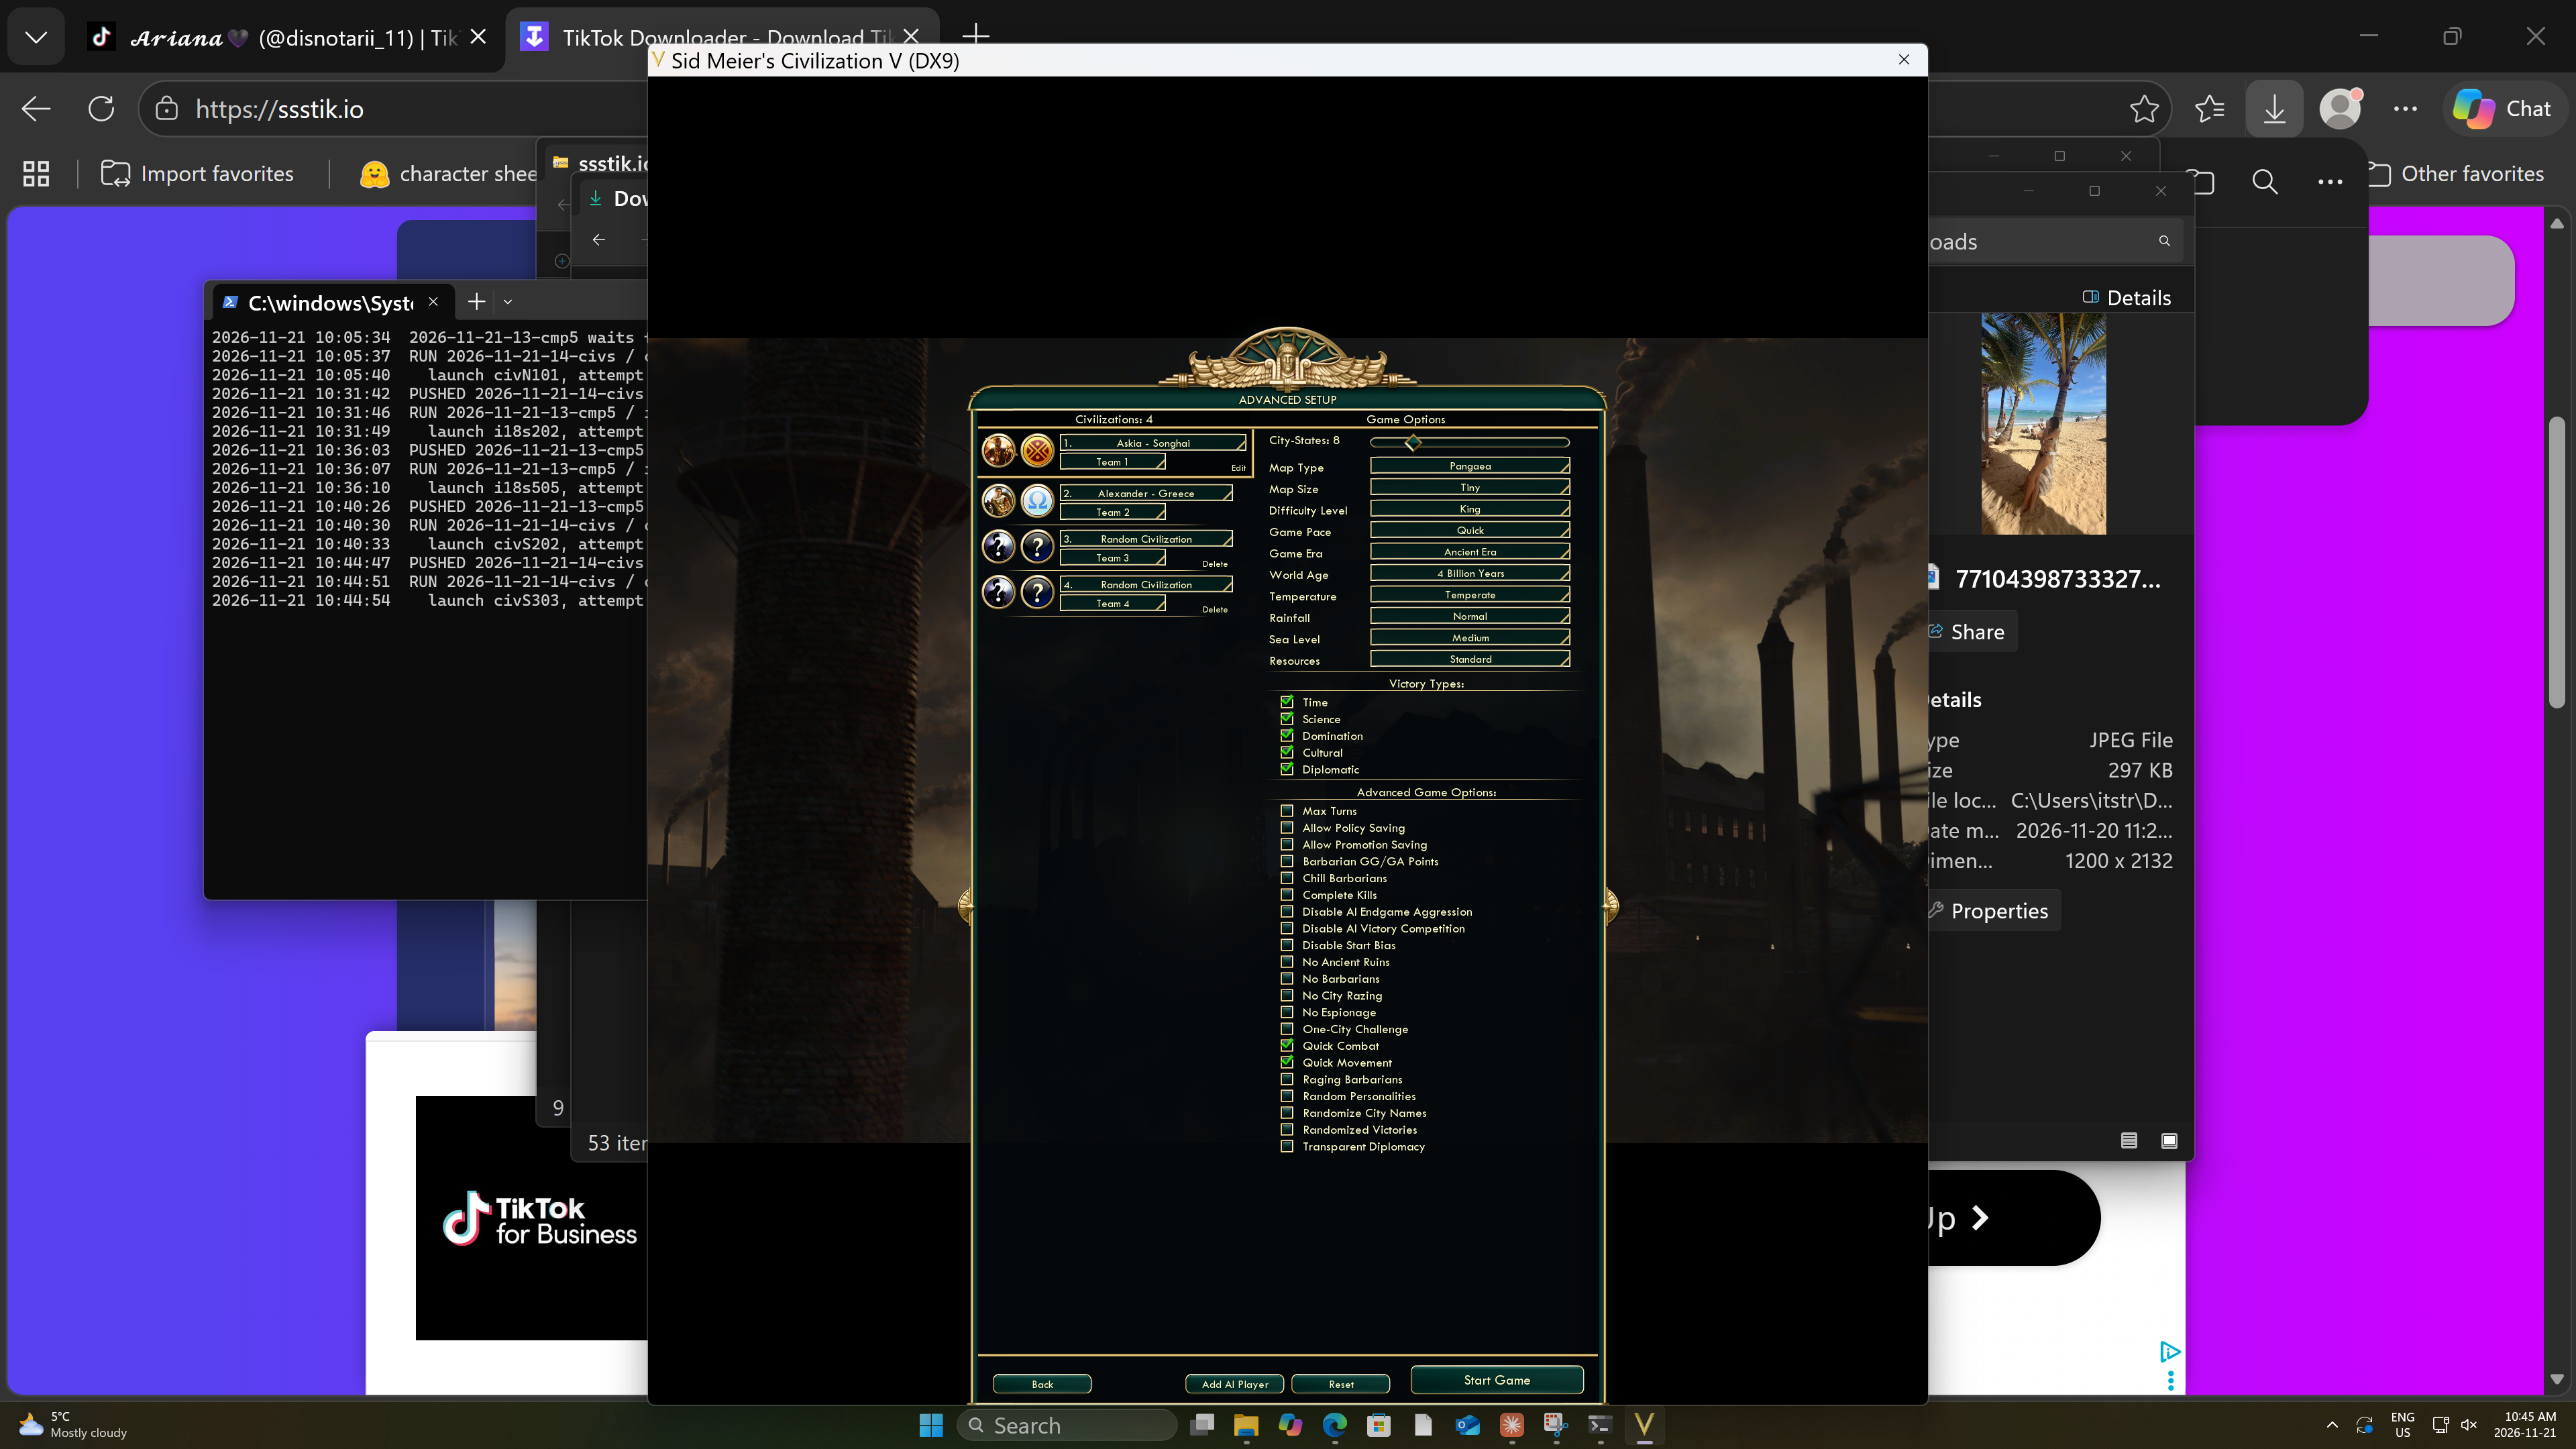 𝓐𝓻𝓲𝓪𝓷𝓪🖤 (@disnotarii_11) | Tik
TikTok Downloader - Download Tik
https://ssstik.io
Chat
Import favorites
character shee
Other favorites
ssstik.io
Dow
oads
Details
C:\windows\Syste
2026-11-21 10:05:34 2026-11-21-13-cmp5 waits
2026-11-21 10:05:37 RUN 2026-11-21-14-civs /
2026-11-21 10:05:40 launch civN101, attempt
2026-11-21 10:31:42 PUSHED 2026-11-21-14-civs
2026-11-21 10:31:46 RUN 2026-11-21-13-cmp5 /
2026-11-21 10:31:49 launch i18s202, attempt
2026-11-21 10:36:03 PUSHED 2026-11-21-13-cmp5
2026-11-21 10:36:07 RUN 2026-11-21-13-cmp5 /
2026-11-21 10:36:10 launch i18s505, attempt
2026-11-21 10:40:26 PUSHED 2026-11-21-13-cmp5
2026-11-21 10:40:30 RUN 2026-11-21-14-civs /
2026-11-21 10:40:33 launch civS202, attempt
2026-11-21 10:44:47 PUSHED 2026-11-21-14-civs
2026-11-21 10:44:51 RUN 2026-11-21-14-civs /
2026-11-21 10:44:54 launch civS303, attempt
Sid Meier's Civilization V (DX9)
ADVANCED SETUP
Civilizations: 4
1. Askia - Songhai
Team 1
Edit
2. Alexander - Greece
Team 2
3. Random Civilization
Team 3
Delete
4. Random Civilization
Team 4
Delete
Game Options
City-States: 8
Map Type Pangaea
Map Size Tiny
Difficulty Level King
Game Pace Quick
Game Era Ancient Era
World Age 4 Billion Years
Temperature Temperate
Rainfall Normal
Sea Level Medium
Resources Standard
Victory Types:
Time
Science
Domination
Cultural
Diplomatic
Advanced Game Options:
Max Turns
Allow Policy Saving
Allow Promotion Saving
Barbarian GG/GA Points
Chill Barbarians
Complete Kills
Disable AI Endgame Aggression
Disable AI Victory Competition
Disable Start Bias
No Ancient Ruins
No Barbarians
No City Razing
No Espionage
One-City Challenge
Quick Combat
Quick Movement
Raging Barbarians
Random Personalities
Randomize City Names
Randomized Victories
Transparent Diplomacy
Back
Add AI Player
Reset
Start Game
77104398733327...
Share
etails
ype JPEG File
ize 297 KB
ile loc... C:\Users\itstr\D...
ate m... 2026-11-20 11:2...
imen... 1200 x 2132
Properties
9
53 iter
TikTok
for Business
Up
5°C
Mostly cloudy
Search
ENG
US
10:45 AM
2026-11-21